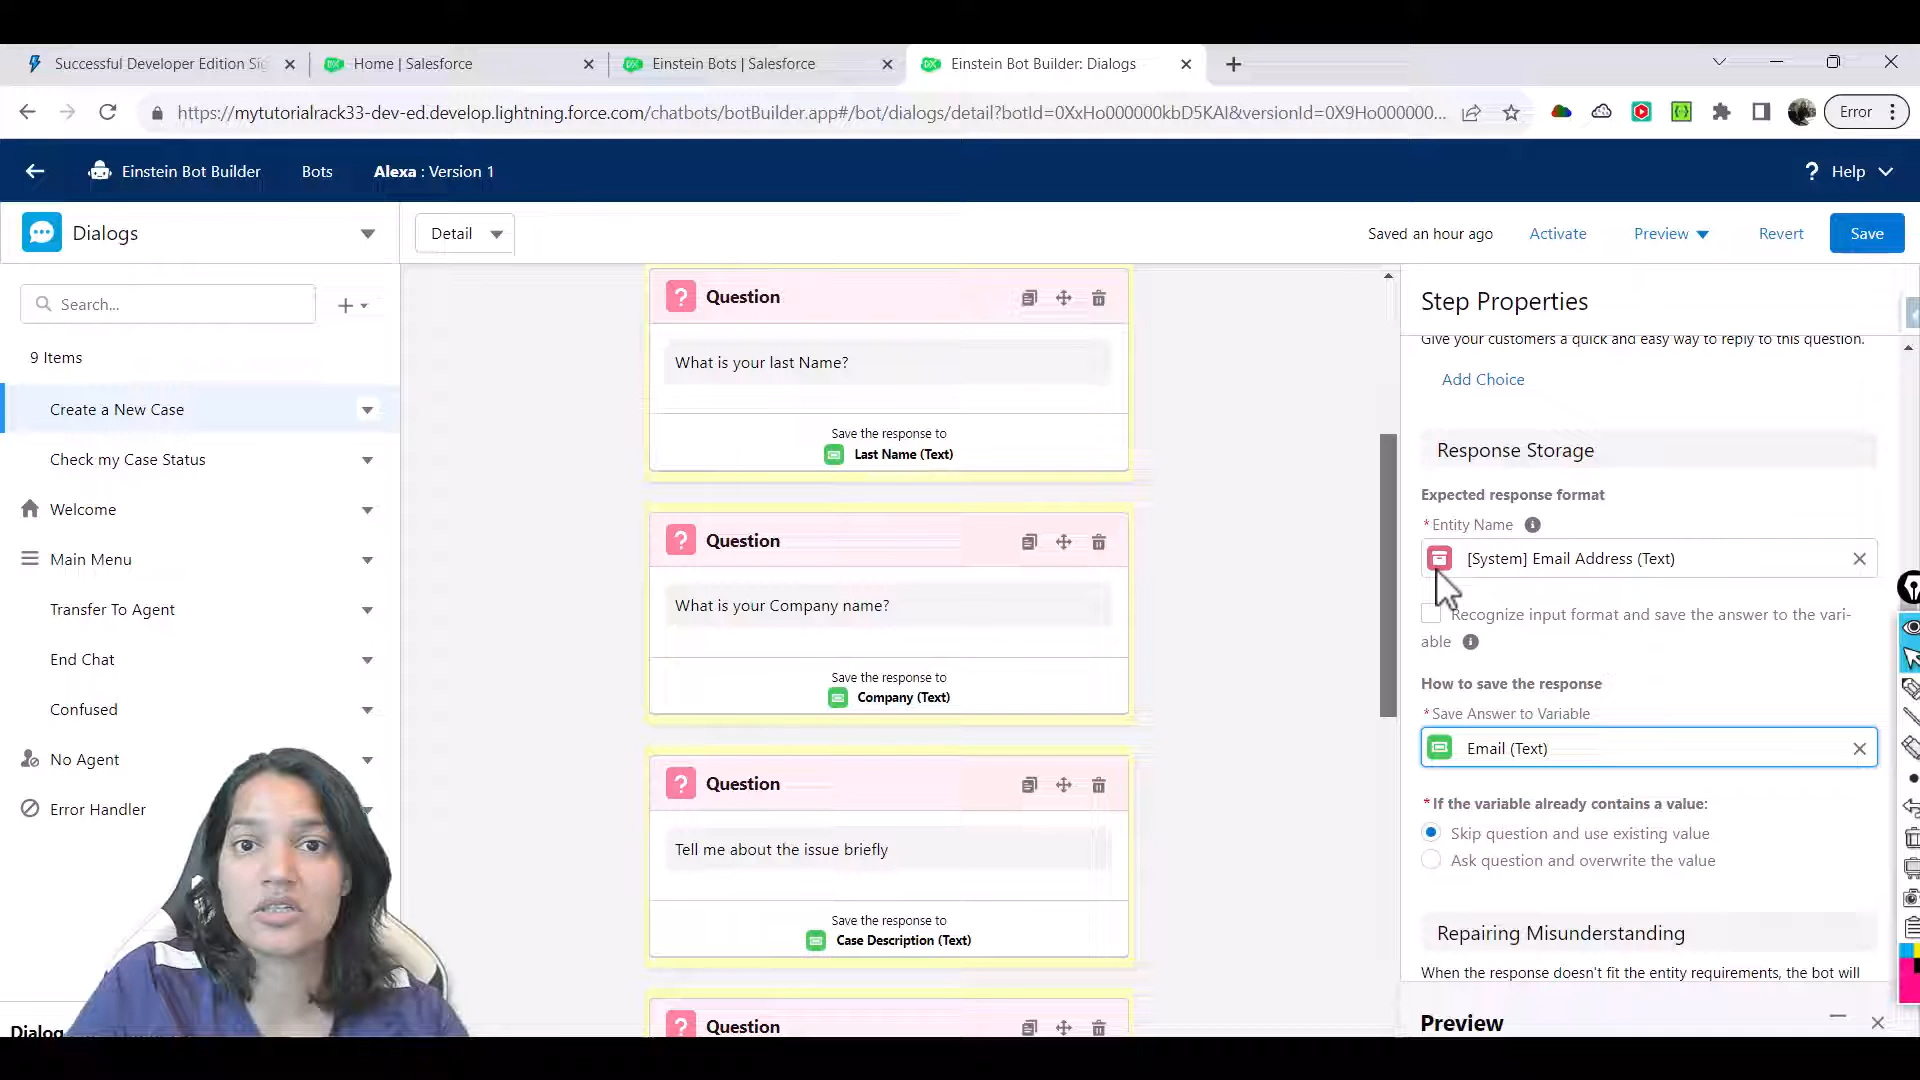 Successful Developer Edition Sig
Home | Salesforce
Einstein Bots | Salesforce
Einstein Bot Builder: Dialogs
https://mytutorialrack33-dev-ed.develop.lightning.force.com/chatbots/botBuilder.app#/bot/dialogs/detail?botId=0XxHo000000kbD5KAI&versionId=0X9Ho000000...
Error
Einstein Bot Builder
Bots
Alexa : Version 1
? Help
Dialogs
Detail
Saved an hour ago
Activate
Preview
Revert
Save
Search...
9 Items
Create a New Case
Check my Case Status
Welcome
Main Menu
Transfer To Agent
End Chat
Confused
No Agent
Error Handler
Dialog
? Question
What is your last Name?
Save the response to
Last Name (Text)
? Question
What is your Company name?
Save the response to
Company (Text)
? Question
Tell me about the issue briefly
Save the response to
Case Description (Text)
? Question
Step Properties
Give your customers a quick and easy way to reply to this question.
Add Choice
Response Storage
Expected response format
*Entity Name
[System] Email Address (Text)
Recognize input format and save the answer to the vari-
able
How to save the response
*Save Answer to Variable
Email (Text)
*If the variable already contains a value:
Skip question and use existing value
Ask question and overwrite the value
Repairing Misunderstanding
When the response doesn't fit the entity requirements, the bot will
Preview